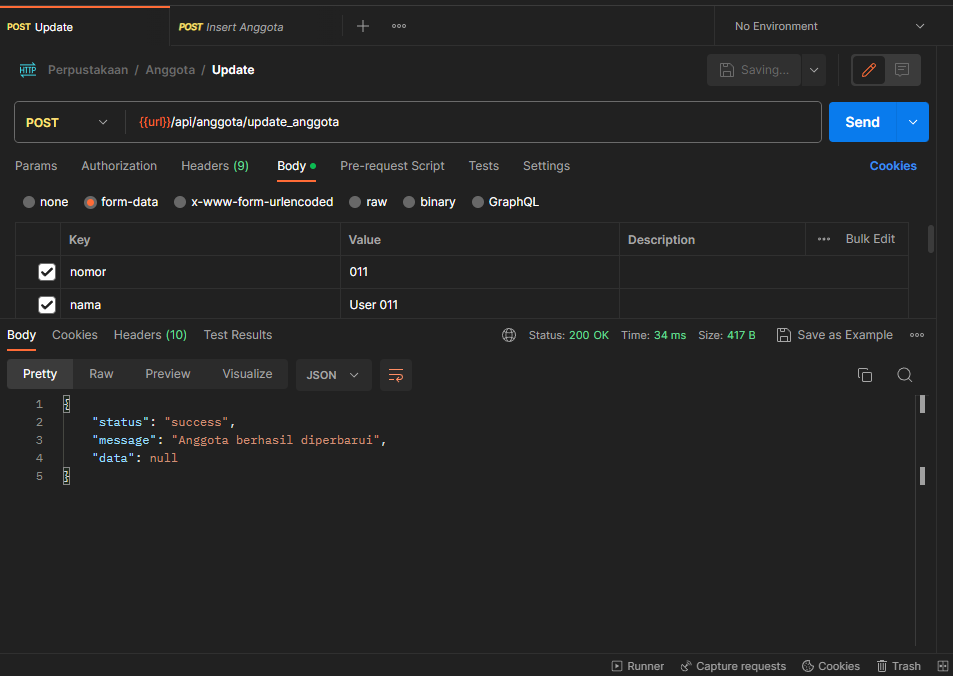 POST Update
POST Insert Anggota
No Environment
HTTP Perpustakaan / Anggota / Update
Saving...
POST
{{url}}/api/anggota/update_anggota
Send
Params Authorization Headers (9) Body Pre-request Script Tests Settings Cookies
none form-data x-www-form-urlencoded raw binary GraphQL
Key Value Description Bulk Edit
nomor 011
nama User 011
Body Cookies Headers (10) Test Results Status: 200 OK Time: 34 ms Size: 417 B Save as Example
Pretty Raw Preview Visualize JSON
1 {
2 "status": "success",
3 "message": "Anggota berhasil diperbarui",
4 "data": null
5 }
Runner Capture requests Cookies Trash